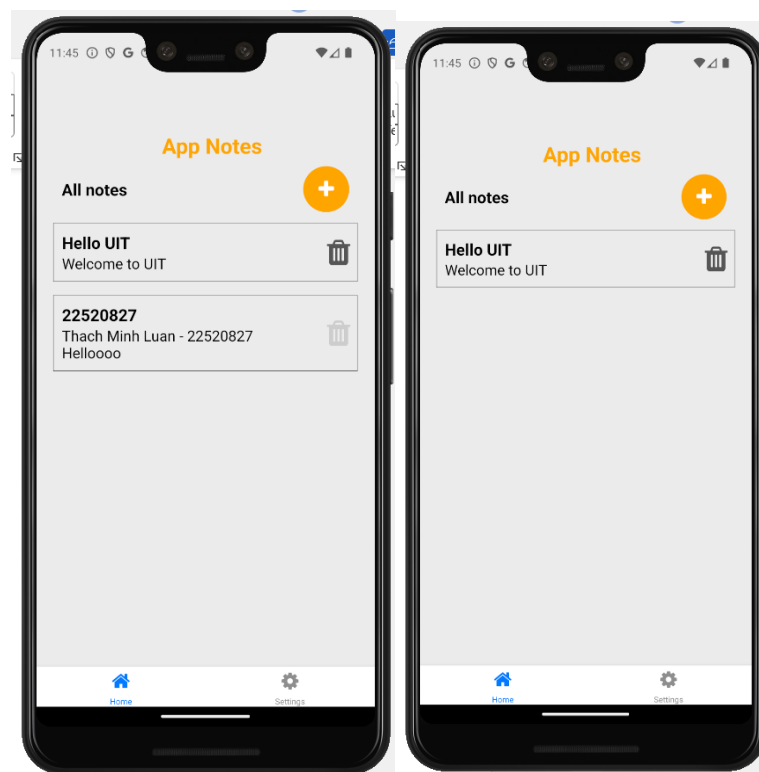 11:45
App Notes
All notes
Hello UIT
Welcome to UIT
22520827
Thach Minh Luan - 22520827
Helloooo
Home
Settings
11:45
App Notes
All notes
Hello UIT
Welcome to UIT
Home
Settings